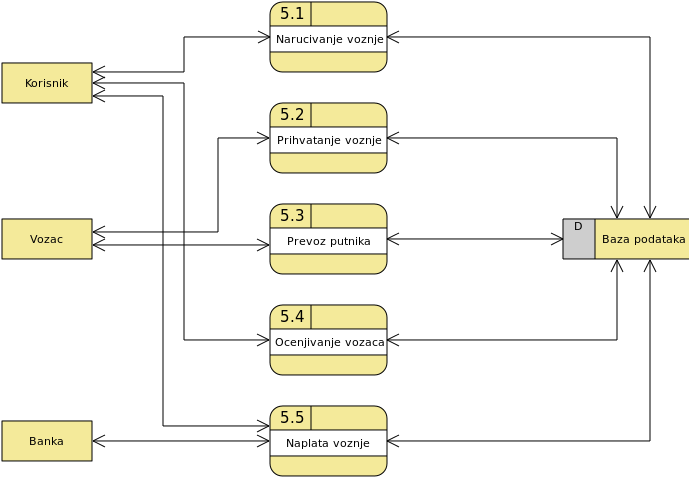 5.1
Narucivanje voznje
Korisnik
5.2
Prihvatanje voznje
Vozac
5.3
Prevoz putnika
D
Baza podataka
5.4
Ocenjivanje vozaca
5.5
Naplata voznje
Banka